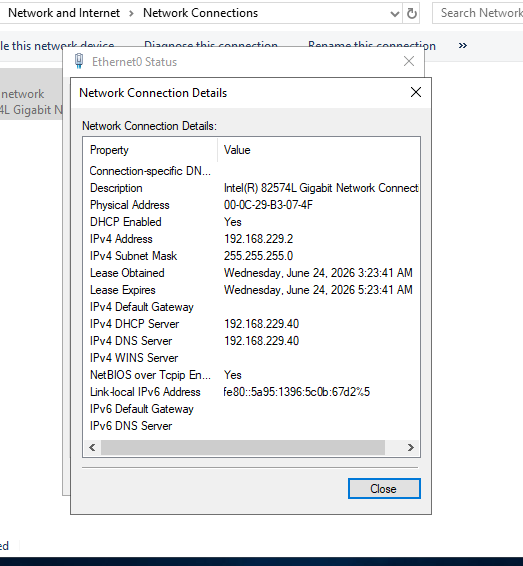 Network and Internet > Network Connections
Search Network
le this network device Diagnose this connection Rename this connection »
Ethernet0 Status
network
4L Gigabit N
Network Connection Details
Network Connection Details:
Property Value
Connection-specific DN...
Description Intel(R) 82574L Gigabit Network Connect
Physical Address 00-0C-29-B3-07-4F
DHCP Enabled Yes
IPv4 Address 192.168.229.2
IPv4 Subnet Mask 255.255.255.0
Lease Obtained Wednesday, June 24, 2026 3:23:41 AM
Lease Expires Wednesday, June 24, 2026 5:23:41 AM
IPv4 Default Gateway
IPv4 DHCP Server 192.168.229.40
IPv4 DNS Server 192.168.229.40
IPv4 WINS Server
NetBIOS over Tcpip En... Yes
Link-local IPv6 Address fe80::5a95:1396:5c0b:67d2%5
IPv6 Default Gateway
IPv6 DNS Server
Close
ed